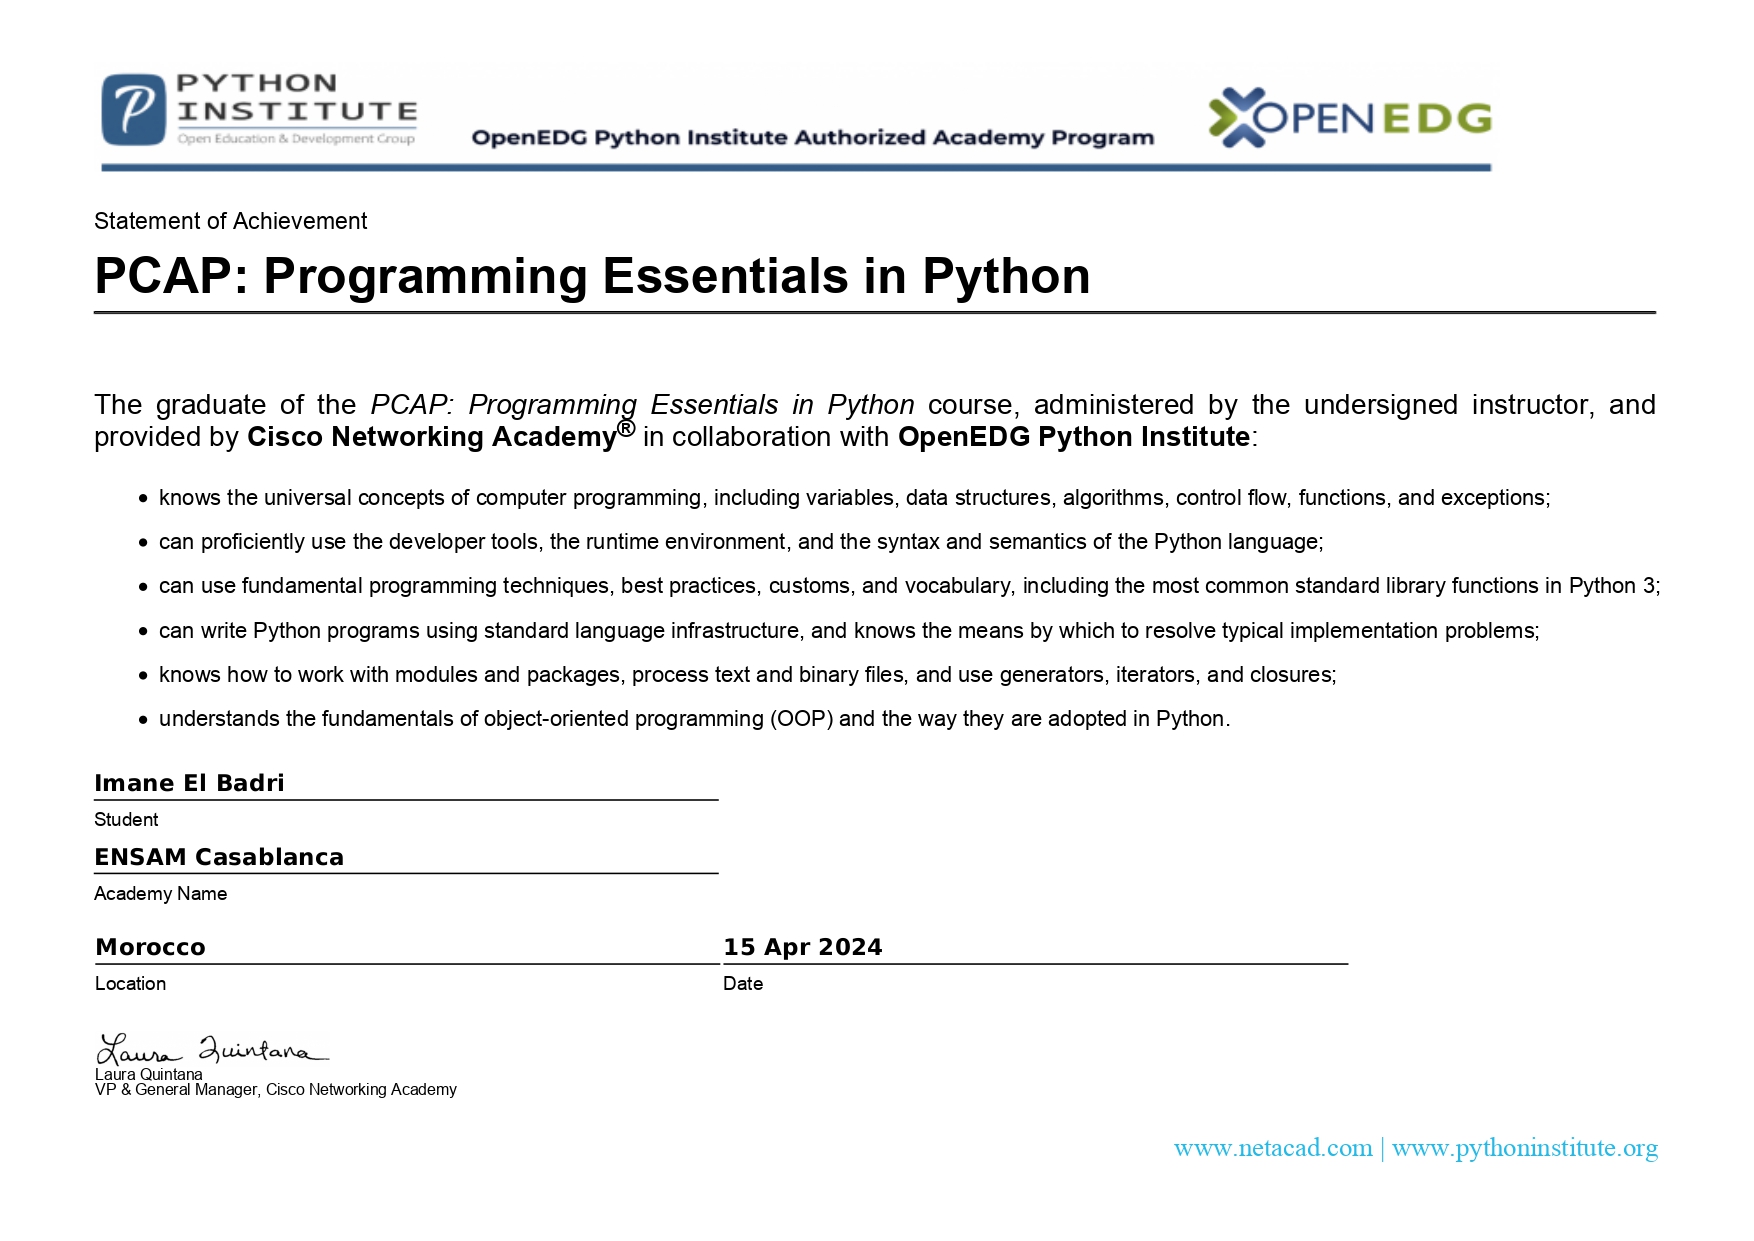 PYTHON
INSTITUTE
Open Education & Development Group
OpenEDG Python Institute Authorized Academy Program
OPENEDG
Statement of Achievement
PCAP: Programming Essentials in Python
The graduate of the PCAP: Programming Essentials in Python course, administered by the undersigned instructor, and
provided by Cisco Networking Academy® in collaboration with OpenEDG Python Institute:
• knows the universal concepts of computer programming, including variables, data structures, algorithms, control flow, functions, and exceptions;
• can proficiently use the developer tools, the runtime environment, and the syntax and semantics of the Python language;
• can use fundamental programming techniques, best practices, customs, and vocabulary, including the most common standard library functions in Python 3;
• can write Python programs using standard language infrastructure, and knows the means by which to resolve typical implementation problems;
• knows how to work with modules and packages, process text and binary files, and use generators, iterators, and closures;
• understands the fundamentals of object-oriented programming (OOP) and the way they are adopted in Python.
Imane El Badri
Student
ENSAM Casablanca
Academy Name
Morocco 15 Apr 2024
Location Date
Laura Quintana
Laura Quintana
VP & General Manager, Cisco Networking Academy
www.netacad.com | www.pythoninstitute.org